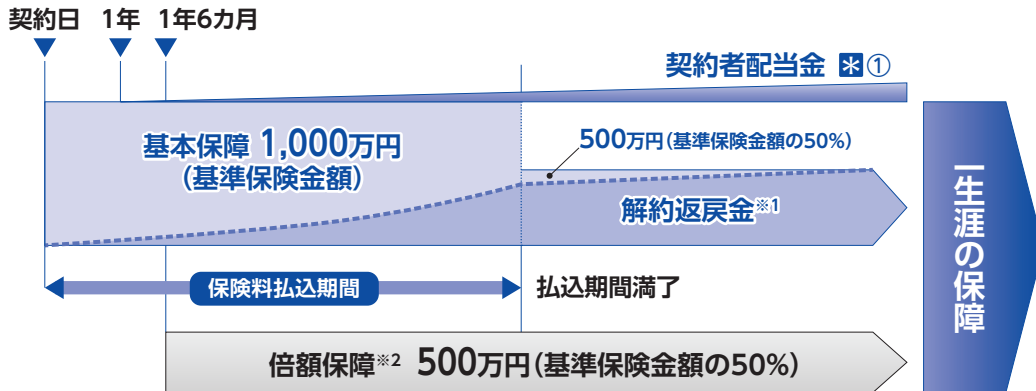 契約日 1年 1年6カ月
契約者配当金 *①
基本保障 1,000万円
(基準保険金額)
500万円(基準保険金額の50%)
解約返戻金※1
保険料払込期間
払込期間満了
倍額保障※2 500万円(基準保険金額の50%)
一生涯の保障